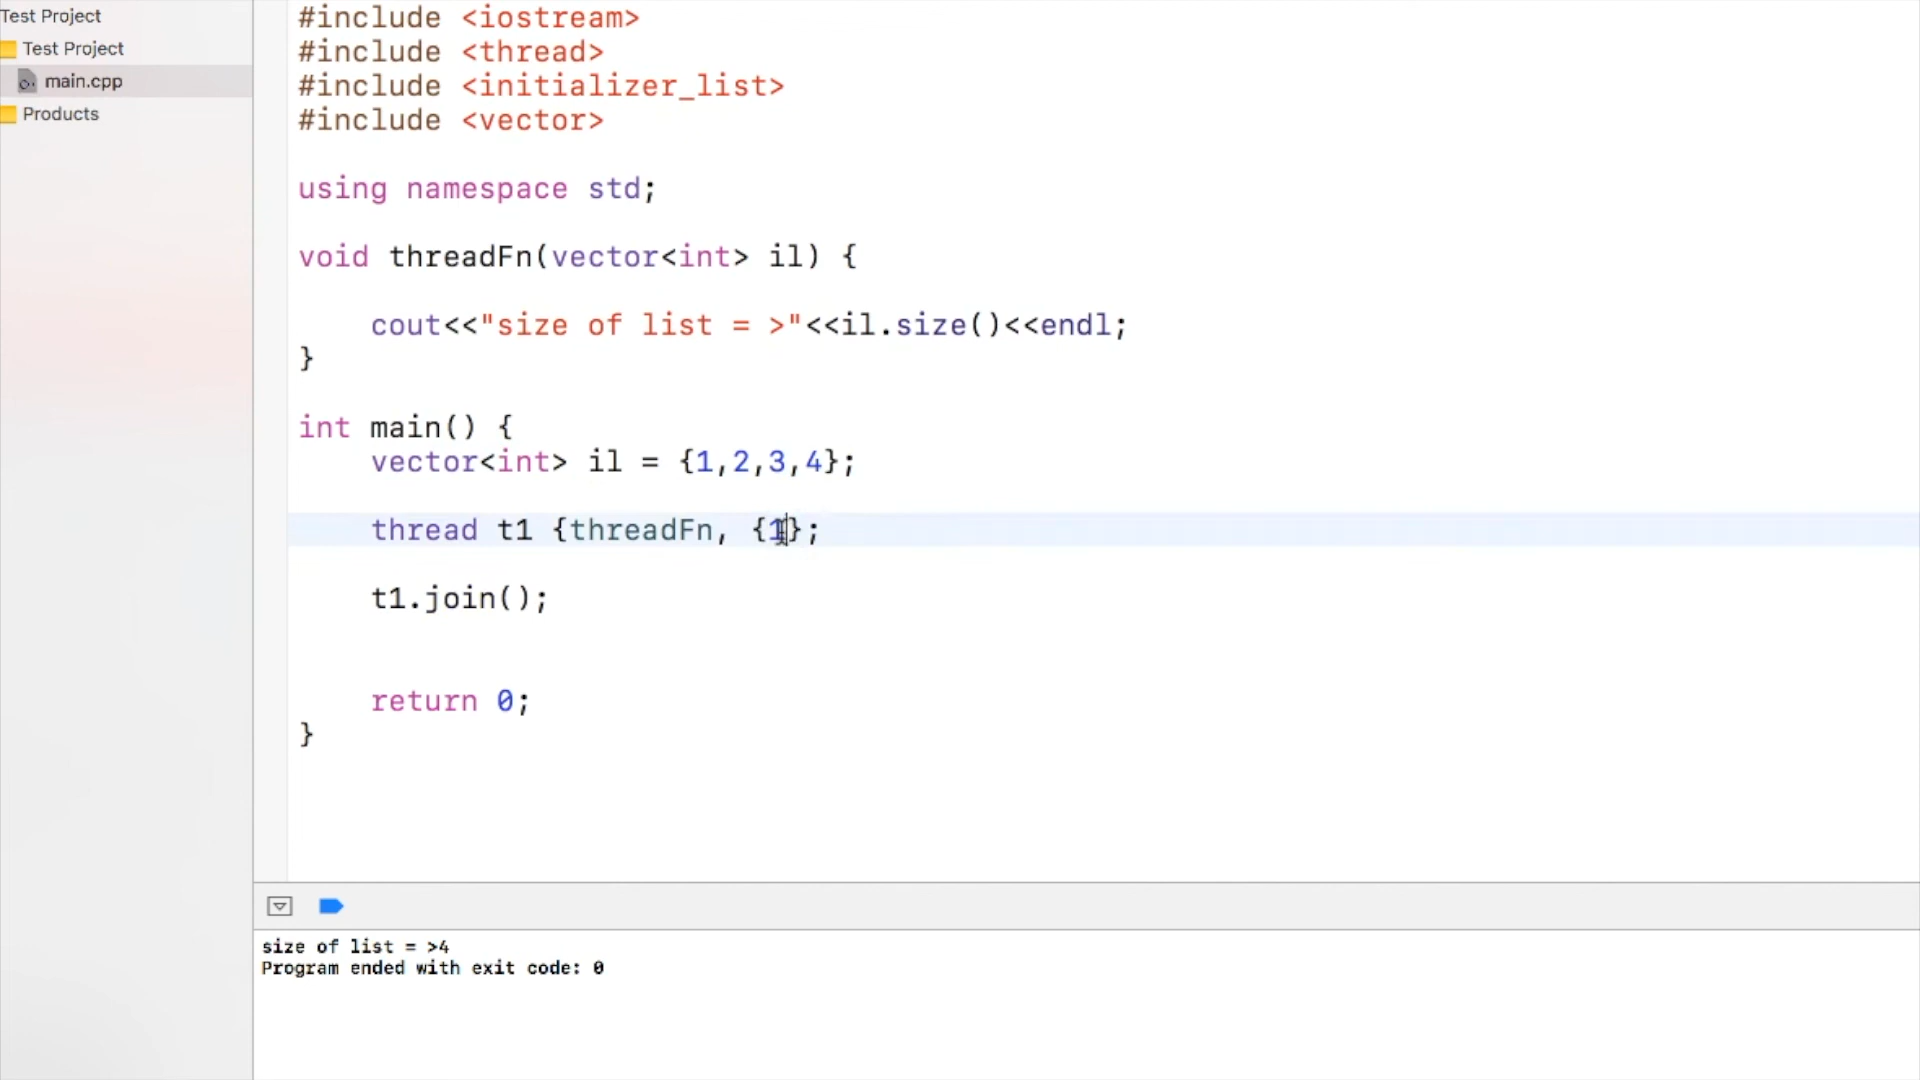 Test Project
Test Project
main.cpp
Products
#include <iostream>
#include <thread>
#include <initializer_list>
#include <vector>
using namespace std;
void threadFn(vector<int> il) {
cout<<"size of list = >"<<il.size()<<endl;
}
int main() {
vector<int> il = {1,2,3,4};
thread t1 {threadFn, {1};
t1.join();
return 0;
}
size of list = >4
Program ended with exit code: 0